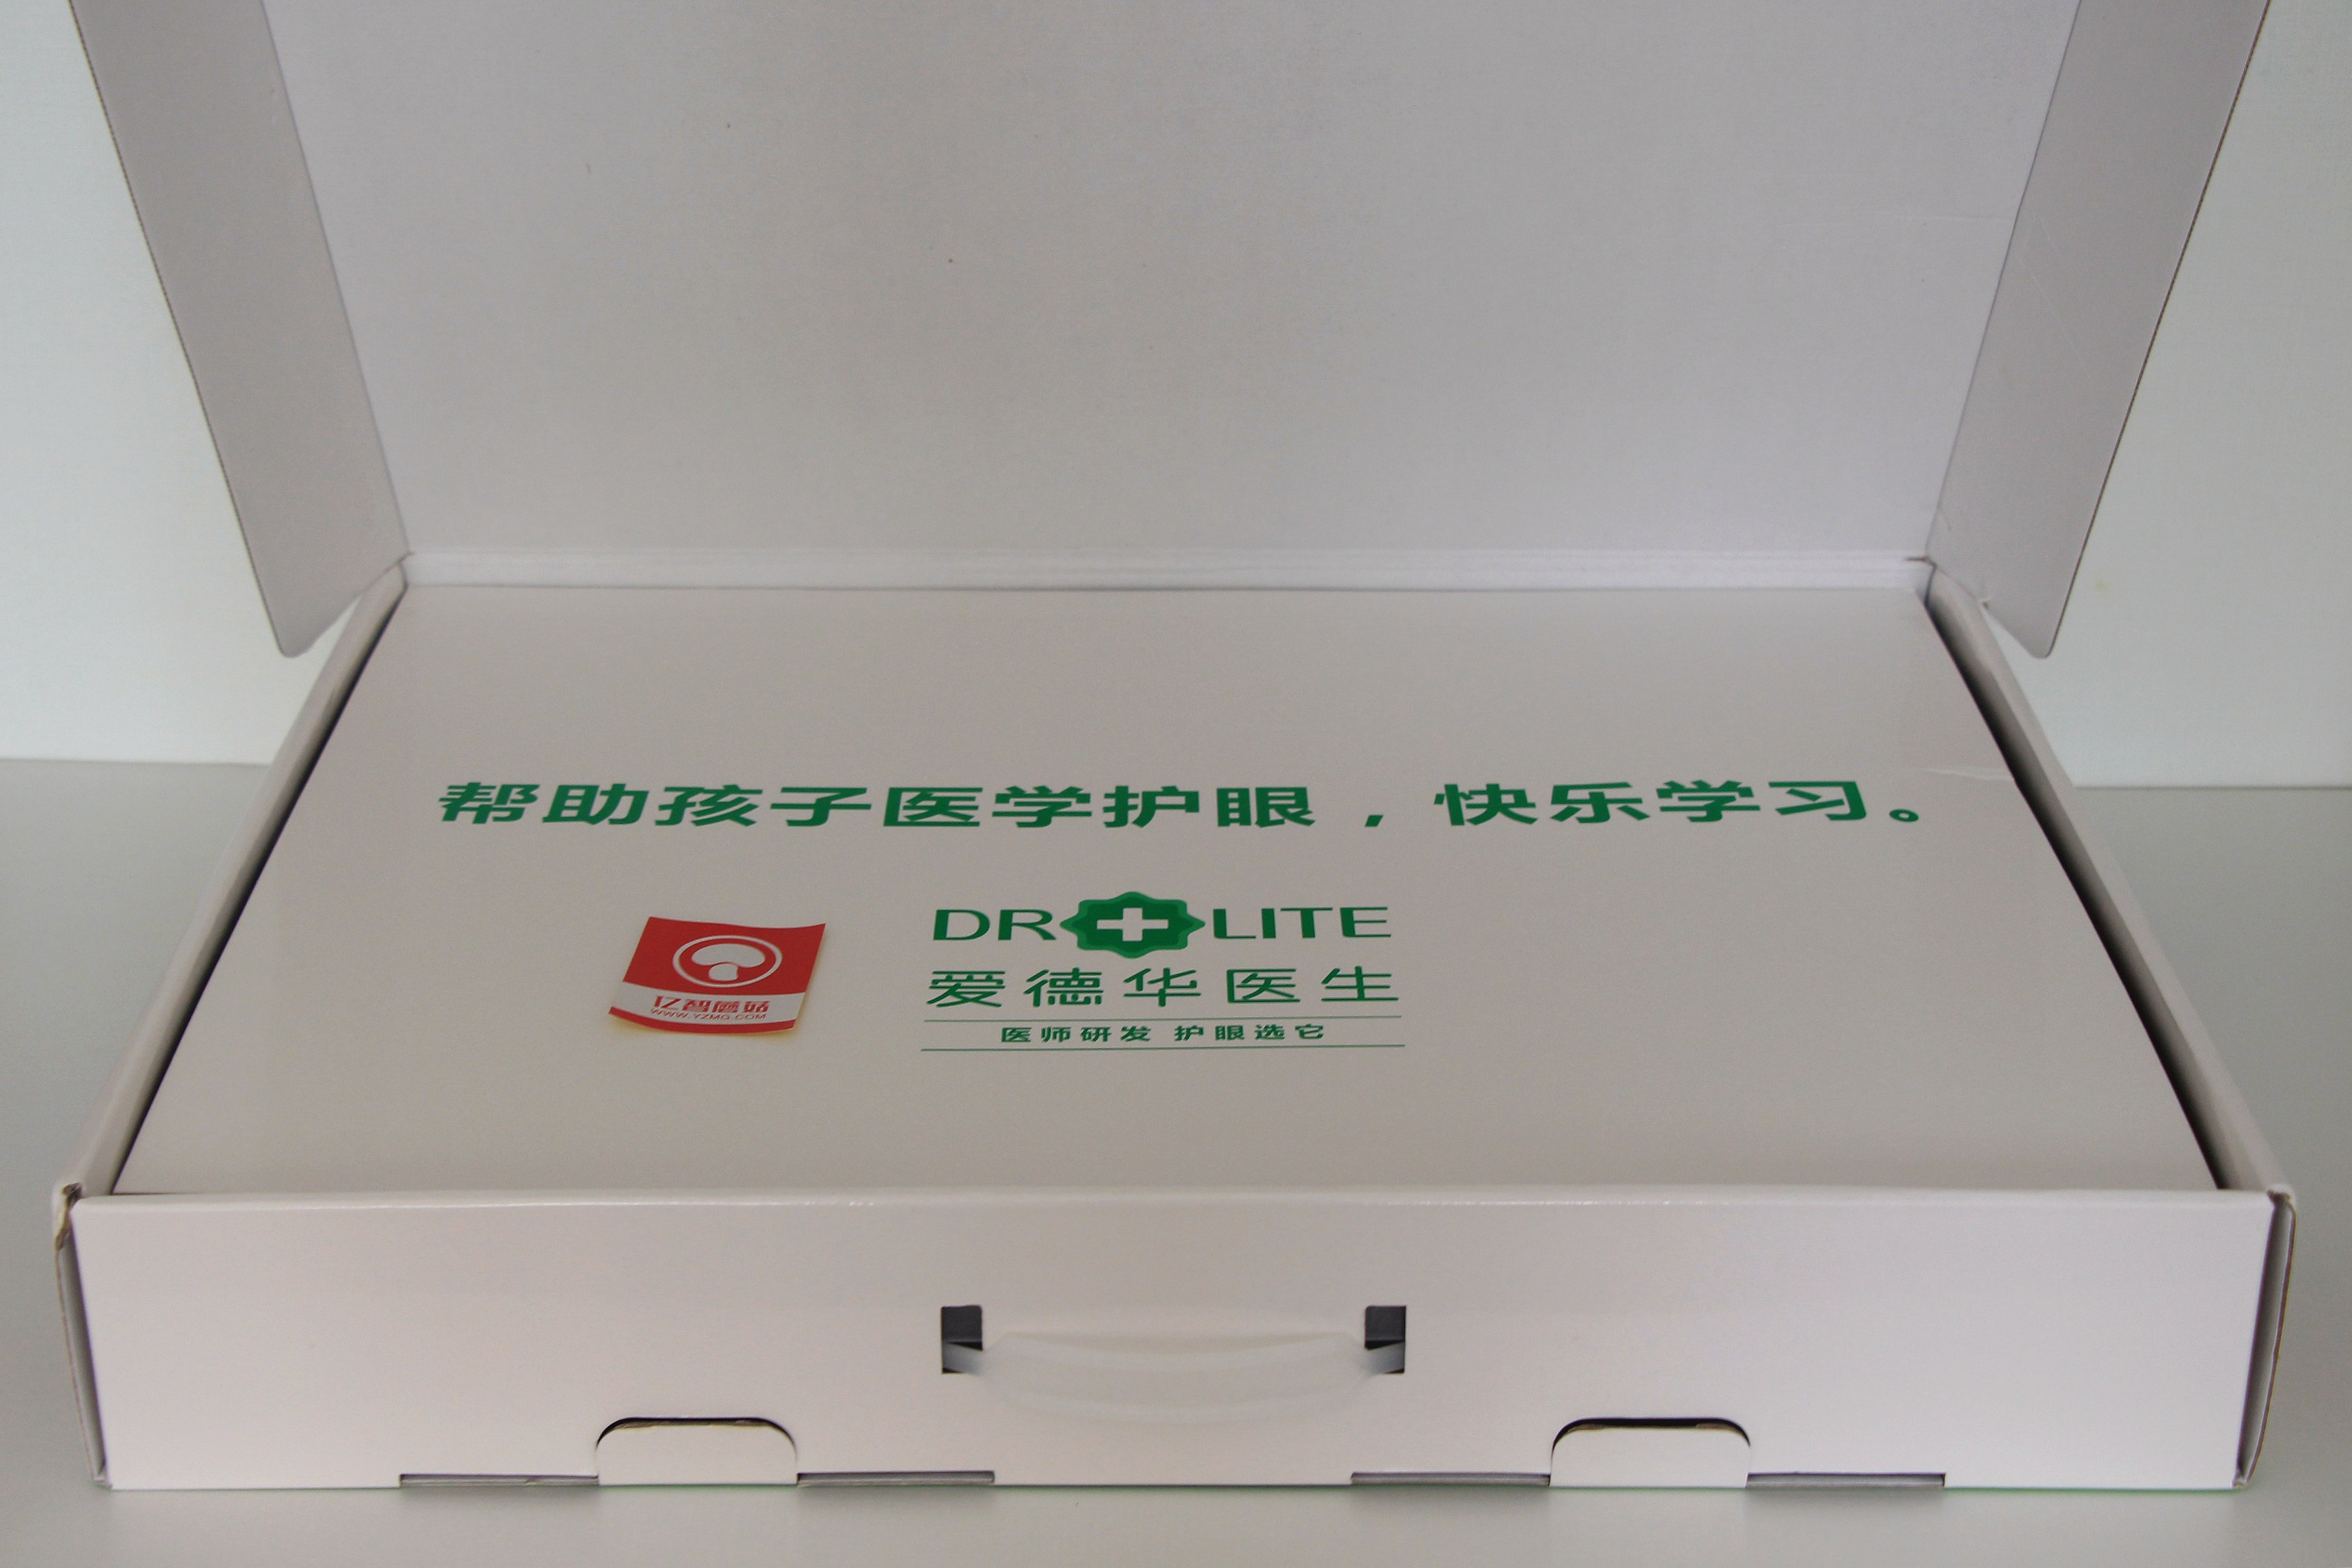 帮助孩子医学护眼，快乐学习。
DR LITE
爱德华医生
医师研发 护眼选它
亿智蘑菇
WWW.YZMG.COM